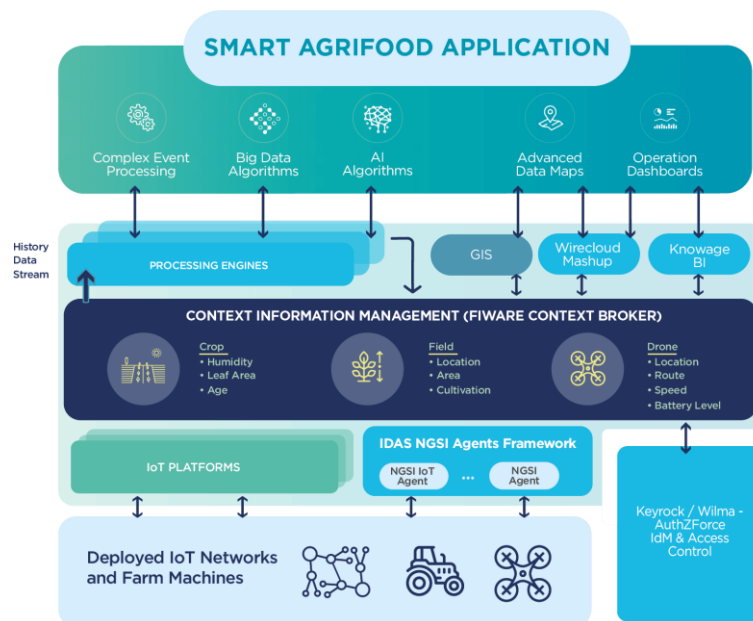 SMART AGRIFOOD APPLICATION
Complex Event
Processing
Big Data
Algorithms
AI
Algorithms
Advanced
Data Maps
Operation
Dashboards
History
Data
Stream
PROCESSING ENGINES
GIS
Wirecloud
Mashup
Knowage
BI
CONTEXT INFORMATION MANAGEMENT (FIWARE CONTEXT BROKER)
Crop
• Humidity
• Leaf Area
• Age
Field
• Location
• Area
• Cultivation
Drone
• Location
• Route
• Speed
• Battery Level
IoT PLATFORMS
IDAS NGSI Agents Framework
NGSI IoT
Agent
...
NGSI
Agent
Keyrock / Wilma -
AuthZForce
IdM & Access
Control
Deployed IoT Networks
and Farm Machines